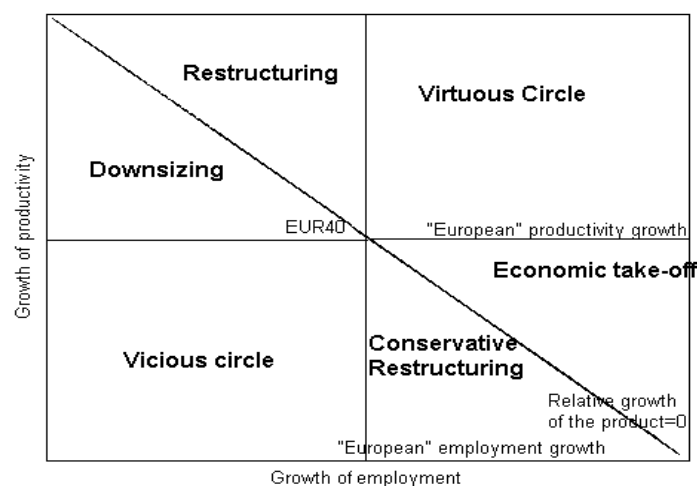 Restructuring
Virtuous Circle
Downsizing
Growth of productivity
EUR40
"European" productivity growth
Economic take-off
Conservative
Restructuring
Vicious circle
Relative growth
of the product=0
"European" employment growth
Growth of employment